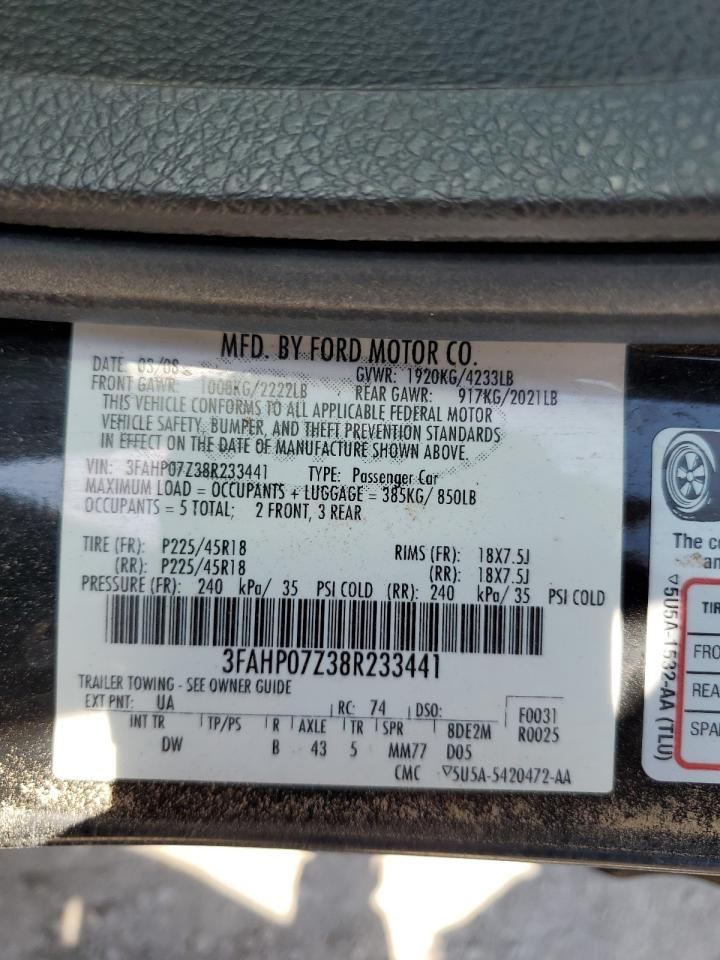 MFD. BY FORD MOTOR CO.
DATE: 03/08 GVWR: 1920KG/4233LB
FRONT GAWR: 1008KG/2222LB REAR GAWR: 917KG/2021LB
THIS VEHICLE CONFORMS TO ALL APPLICABLE FEDERAL MOTOR
VEHICLE SAFETY, BUMPER, AND THEFT PREVENTION STANDARDS
IN EFFECT ON THE DATE OF MANUFACTURE SHOWN ABOVE.
VIN: 3FAHP07Z38R233441 TYPE: Passenger Car
MAXIMUM LOAD = OCCUPANTS + LUGGAGE = 385KG/ 850LB
OCCUPANTS = 5 TOTAL; 2 FRONT, 3 REAR
TIRE (FR): P225/45R18 RIMS (FR): 18X7.5J
(RR): P225/45R18 (RR): 18X7.5J
PRESSURE (FR): 240 kPa/ 35 PSI COLD (RR): 240 kPa/ 35 PSI COLD
3FAHP07Z38R233441
TRAILER TOWING - SEE OWNER GUIDE
EXT PNT: UA RC: 74 DSO: F0031
INT TR TP/PS R AXLE TR SPR 8DE2M R0025
DW B 43 5 MM77 D05
CMC ▽5U5A-5420472-AA
▽5U5A-1532-AA (TLU)
The co
an
TIR
FRO
REA
SPA